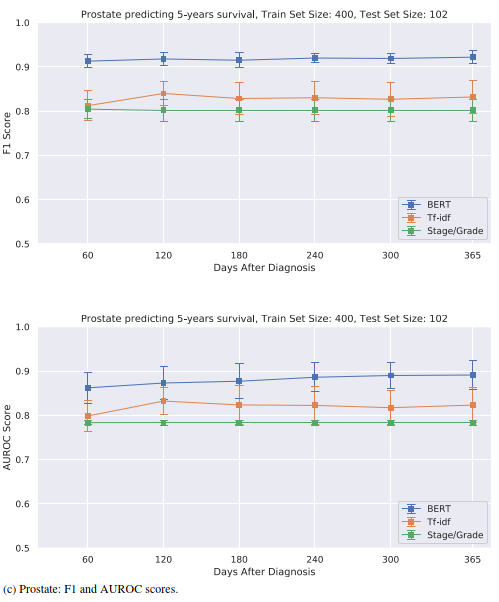 Prostate predicting 5-years survival, Train Set Size: 400, Test Set Size: 102
1.0
0.9
0.8
0.7
0.6
0.5
F1 Score
BERT
Tf-idf
Stage/Grade
60 120 180 240 300 365
Days After Diagnosis
Prostate predicting 5-years survival, Train Set Size: 400, Test Set Size: 102
1.0
0.9
0.8
0.7
0.6
0.5
AUROC Score
BERT
Tf-idf
Stage/Grade
60 120 180 240 300 365
Days After Diagnosis
(c) Prostate: F1 and AUROC scores.